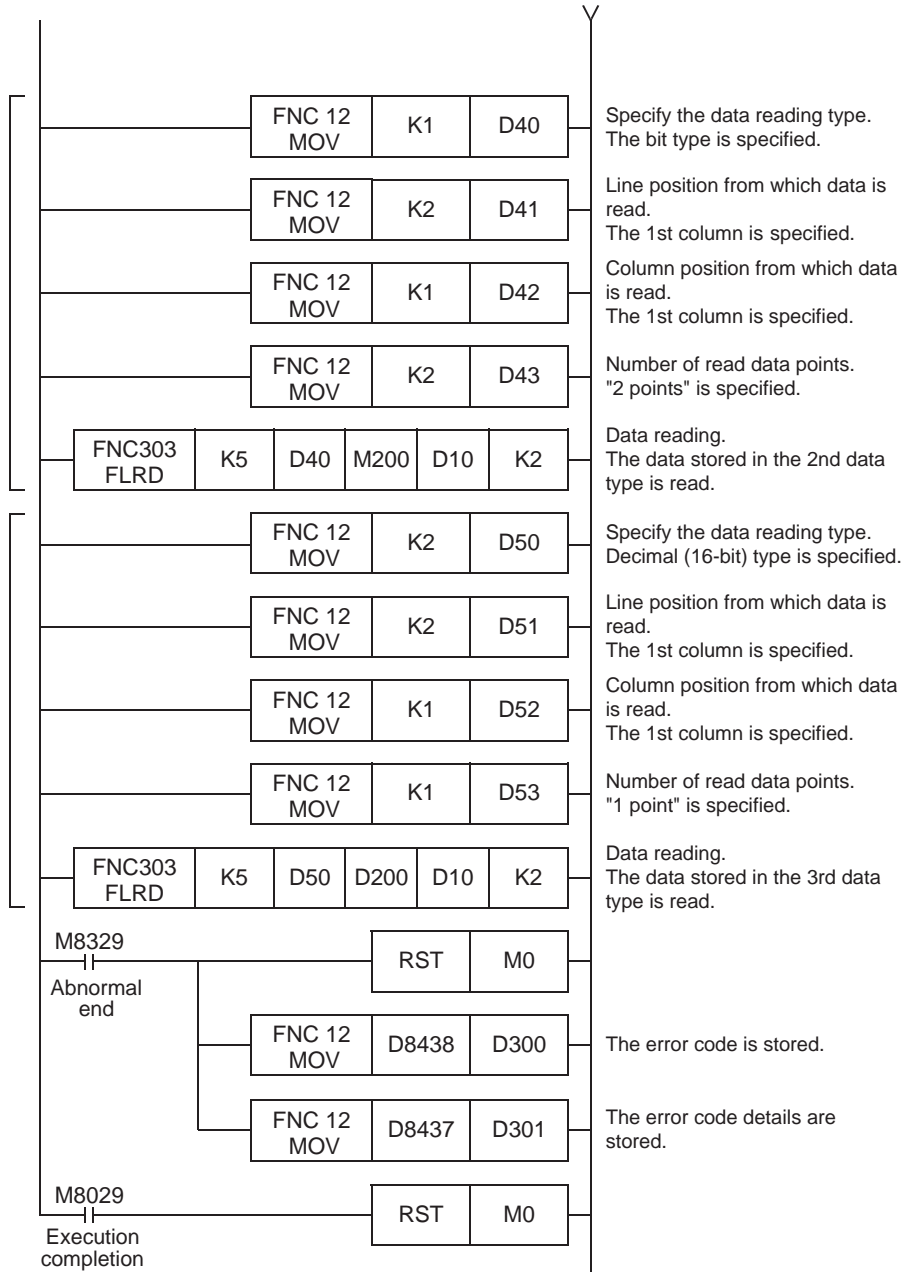 FNC 12 MOV K1 D40
Specify the data reading type.
The bit type is specified.
FNC 12 MOV K2 D41
Line position from which data is
read.
The 1st column is specified.
FNC 12 MOV K1 D42
Column position from which data
is read.
The 1st column is specified.
FNC 12 MOV K2 D43
Number of read data points.
"2 points" is specified.
FNC303 FLRD K5 D40 M200 D10 K2
Data reading.
The data stored in the 2nd data
type is read.
FNC 12 MOV K2 D50
Specify the data reading type.
Decimal (16-bit) type is specified.
FNC 12 MOV K2 D51
Line position from which data is
read.
The 1st column is specified.
FNC 12 MOV K1 D52
Column position from which data
is read.
The 1st column is specified.
FNC 12 MOV K1 D53
Number of read data points.
"1 point" is specified.
FNC303 FLRD K5 D50 D200 D10 K2
Data reading.
The data stored in the 3rd data
type is read.
M8329
Abnormal
end
RST M0
FNC 12 MOV D8438 D300
The error code is stored.
FNC 12 MOV D8437 D301
The error code details are
stored.
M8029
Execution
completion
RST M0